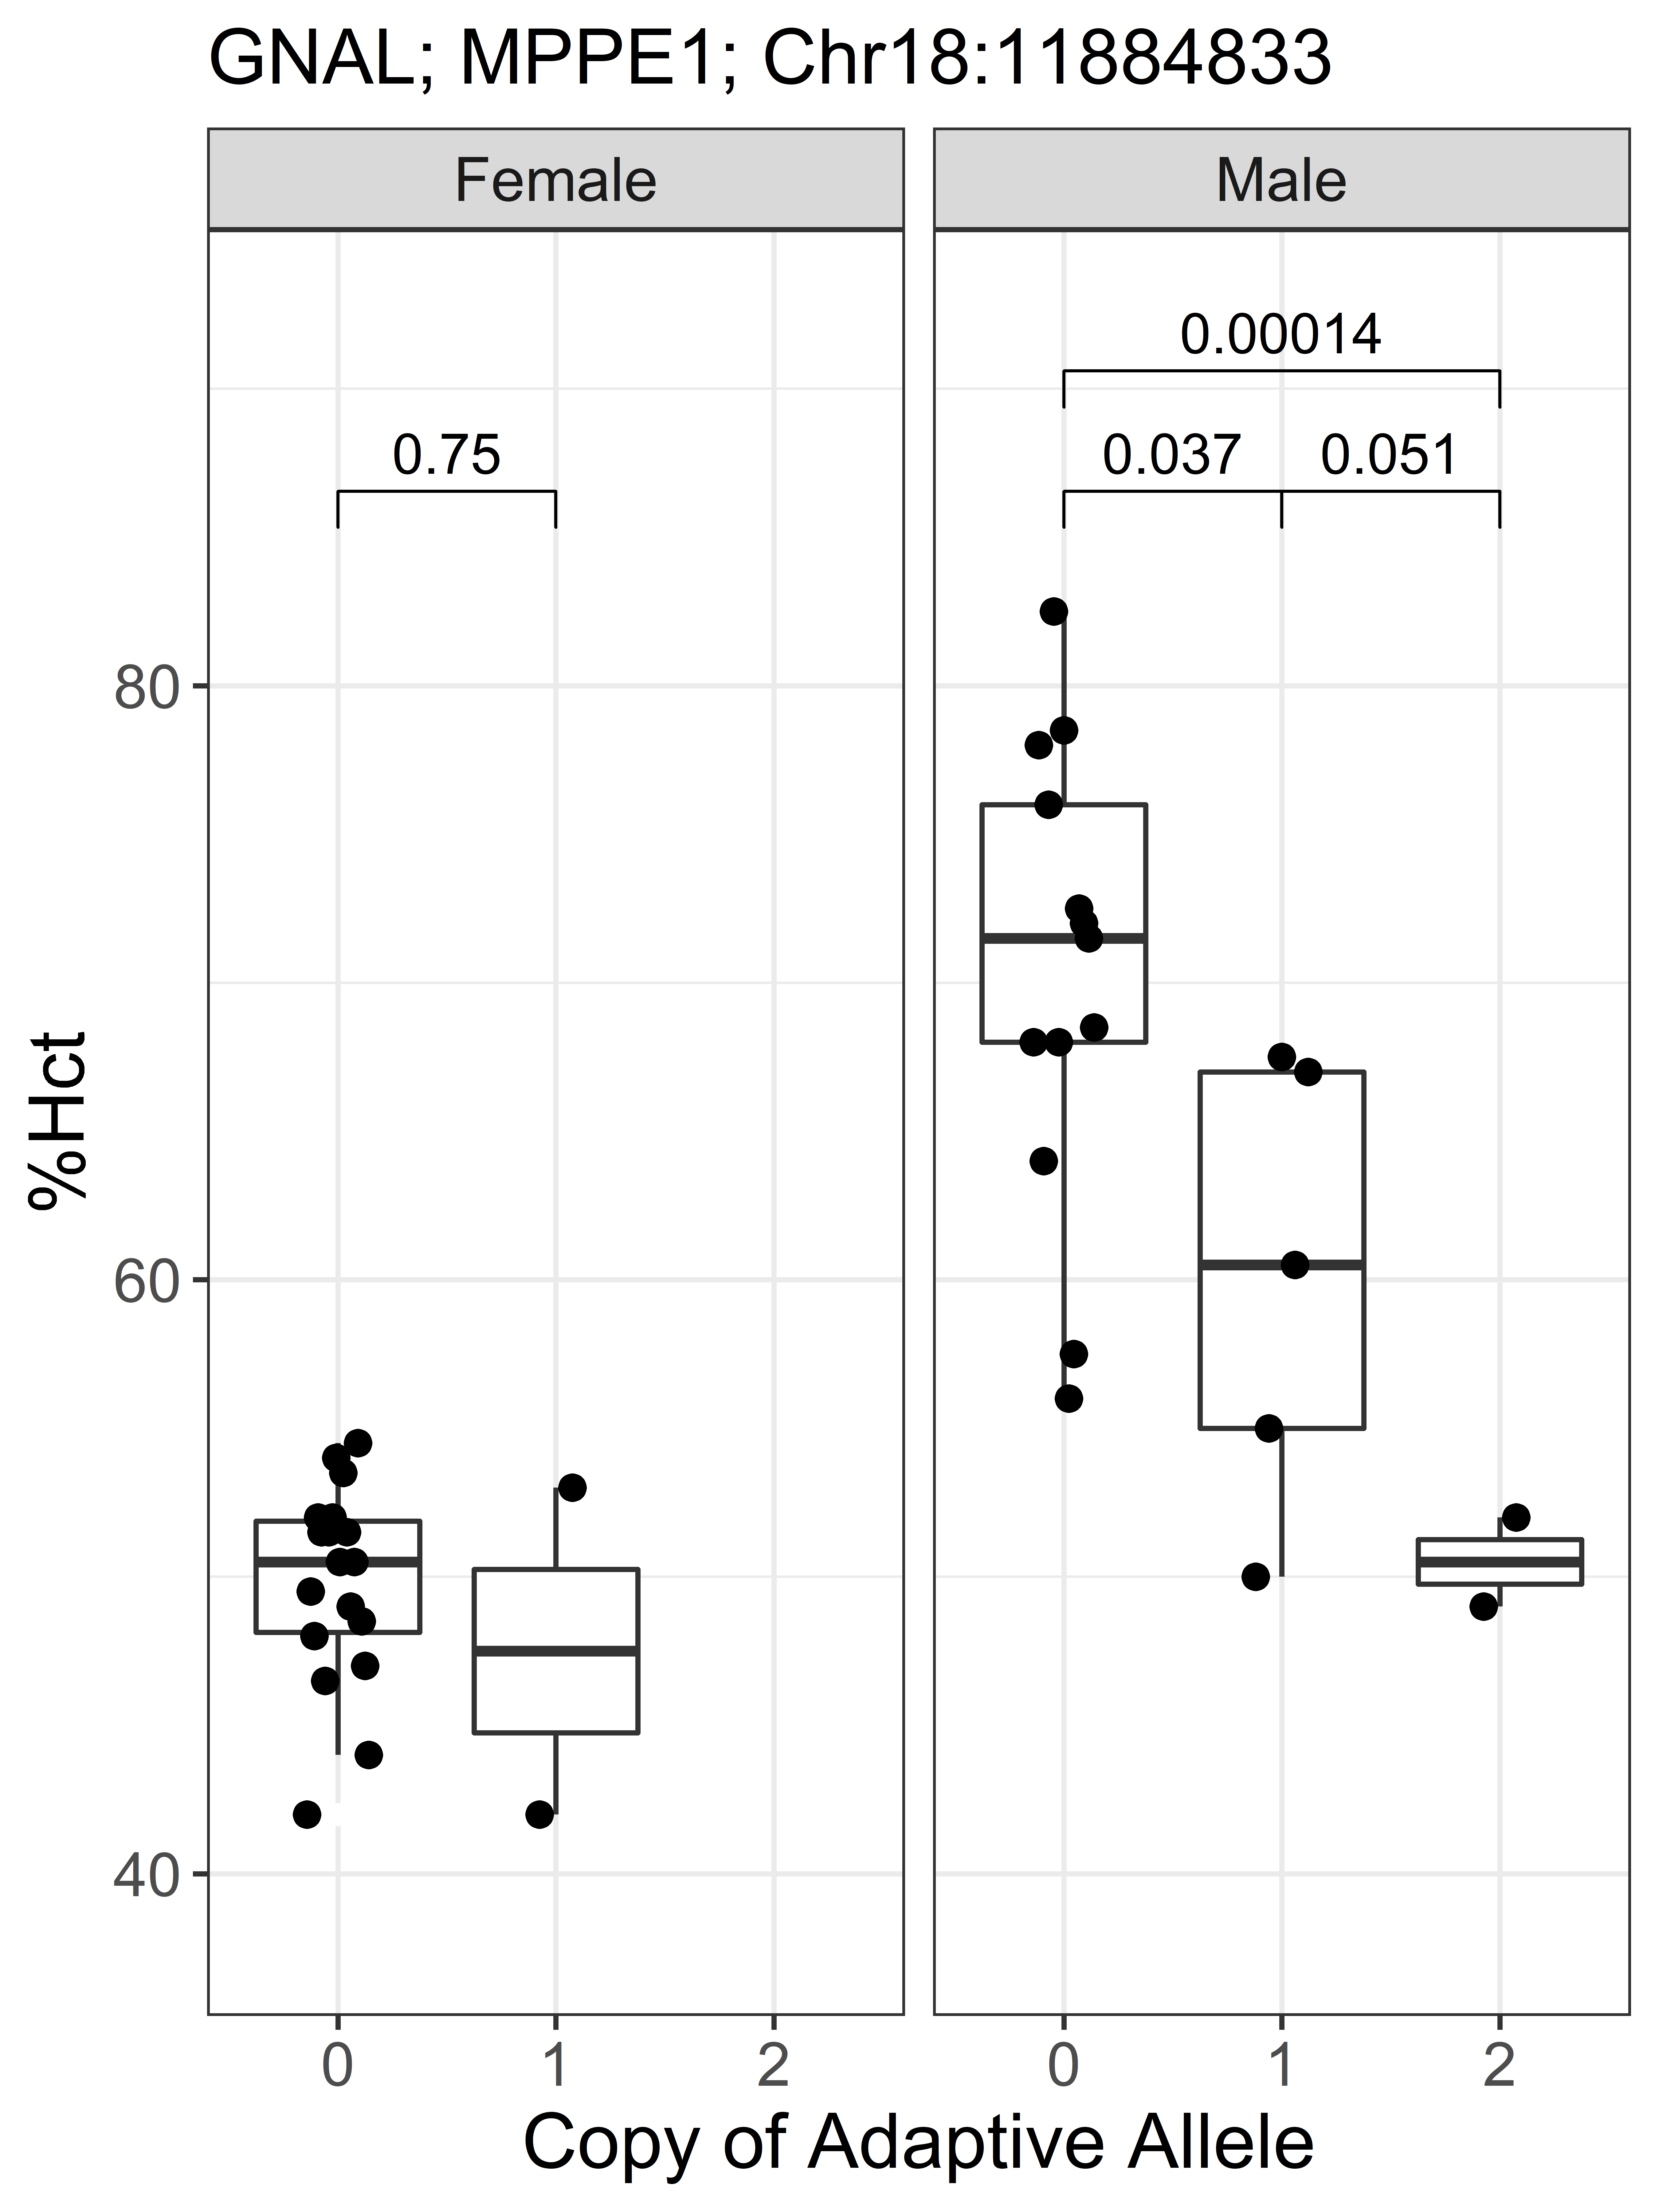 GNAL; MPPE1; Chr18:11884833
Female
Male
0.00014
0.75
0.037
0.051
80
60
40
%Hct
0 1 2
0 1 2
Copy of Adaptive Allele